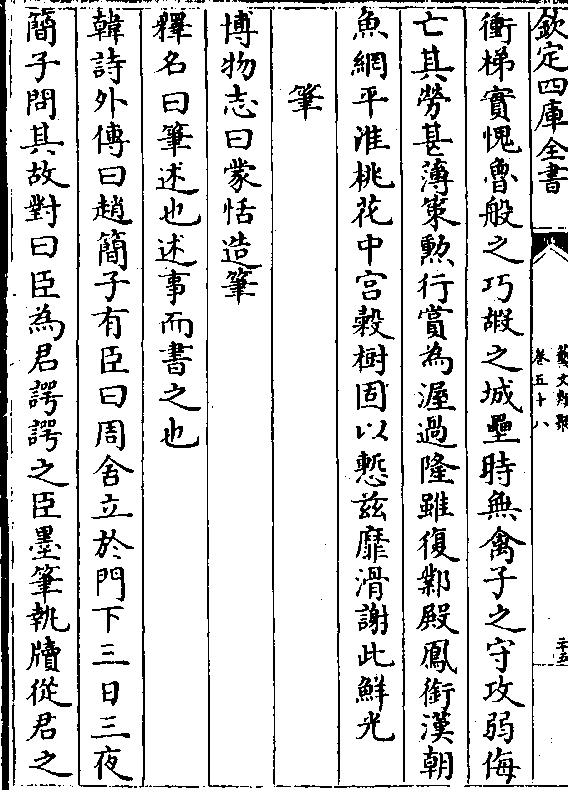 欽定四庫全書
藝文類聚
卷五十八
二十五
衝梯實愧魯般之巧嘏之城壘時無禽子之守攻弱侮
亡其勞甚薄策勲行賞為渥過隆雖復鄴殿鳳銜漢朝
魚網平淮桃花中宮穀樹固以慙兹靡滑謝此鮮光
筆
博物志曰蒙恬造筆
釋名曰筆述也述事而書之也
韓詩外傳曰趙簡子有臣曰周舍立於門下三日三夜
簡子問其故對曰臣為君諤諤之臣墨筆執牘從君之